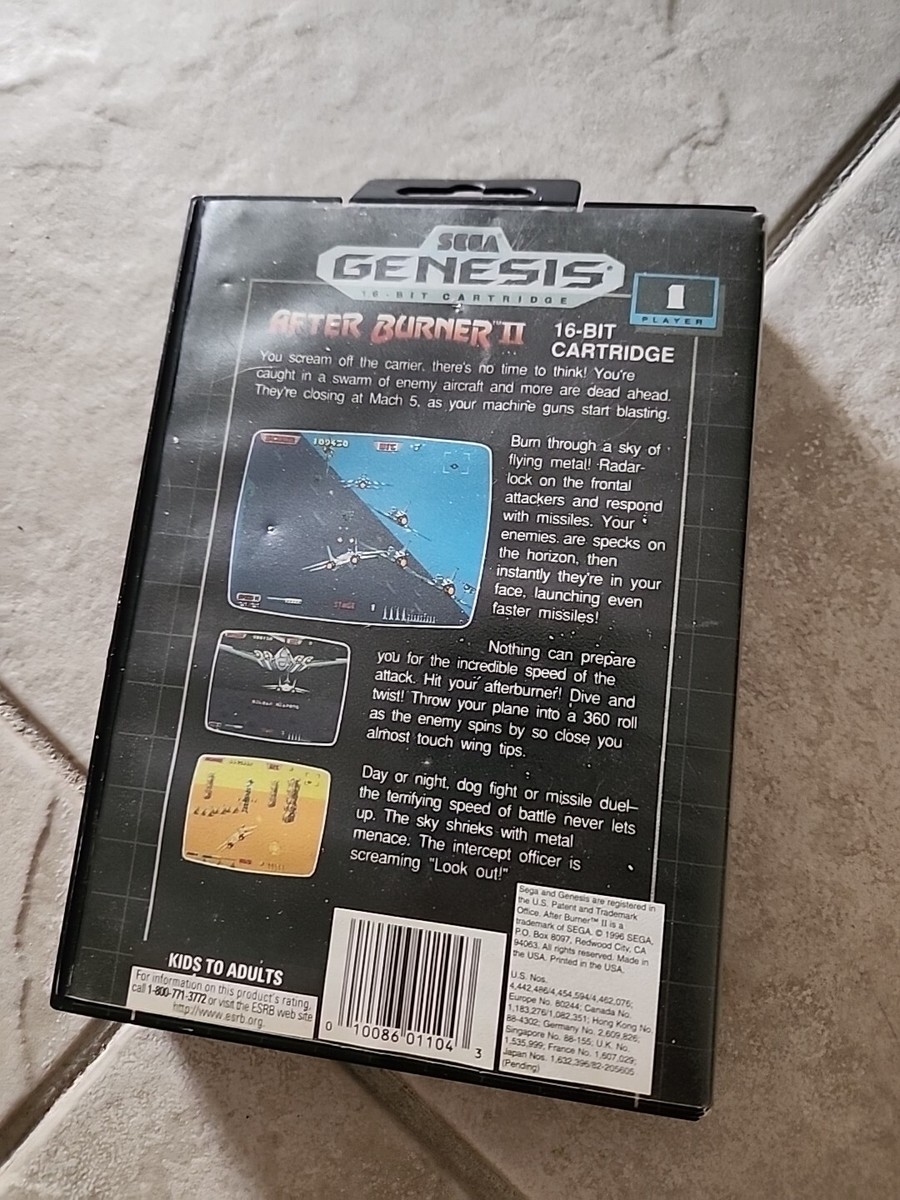 SEGA
GENESIS
16-BIT CARTRIDGE
1
PLAYER
AFTER BURNER™ II
16-BIT
CARTRIDGE
You scream off the carrier, there's no time to think! You're
caught in a swarm of enemy aircraft and more are dead ahead.
They're closing at Mach 5, as your machine guns start blasting.
109430
STAGE
Burn through a sky of
flying metal! Radar-
lock on the frontal
attackers and respond
with missiles. Your
enemies are specks on
the horizon, then
instantly they're in your
face, launching even
faster missiles!
Nothing can prepare
you for the incredible speed of the
attack. Hit your afterburner! Dive and
twist! Throw your plane into a 360 roll
as the enemy spins by so close you
almost touch wing tips.
Day or night, dog fight or missile duel–
the terrifying speed of battle never lets
up. The sky shrieks with metal
menace. The intercept officer is
screaming "Look out!"
KIDS TO ADULTS
For information on this product's rating,
call 1-800-771-3772 or visit the ESRB web site
http://www.esrb.org.
0 10086 01104 3
Sega and Genesis are registered in
the U.S. Patent and Trademark
Office. After Burner™ II is a
trademark of SEGA. © 1996 SEGA,
P.O. Box 8097, Redwood City, CA
94063. All rights reserved. Made in
the USA. Printed in the USA.
U.S. Nos.
4,442,486/4,454,594/4,462,076;
Europe No. 80244; Canada No.
1,183,276/1,082,351; Hong Kong No.
88-4302; Germany No. 2,609,826;
Singapore No. 88-155; U.K. No.
1,535,999; France No. 1,607,029;
Japan Nos. 1,632,396/82-205605
(Pending)